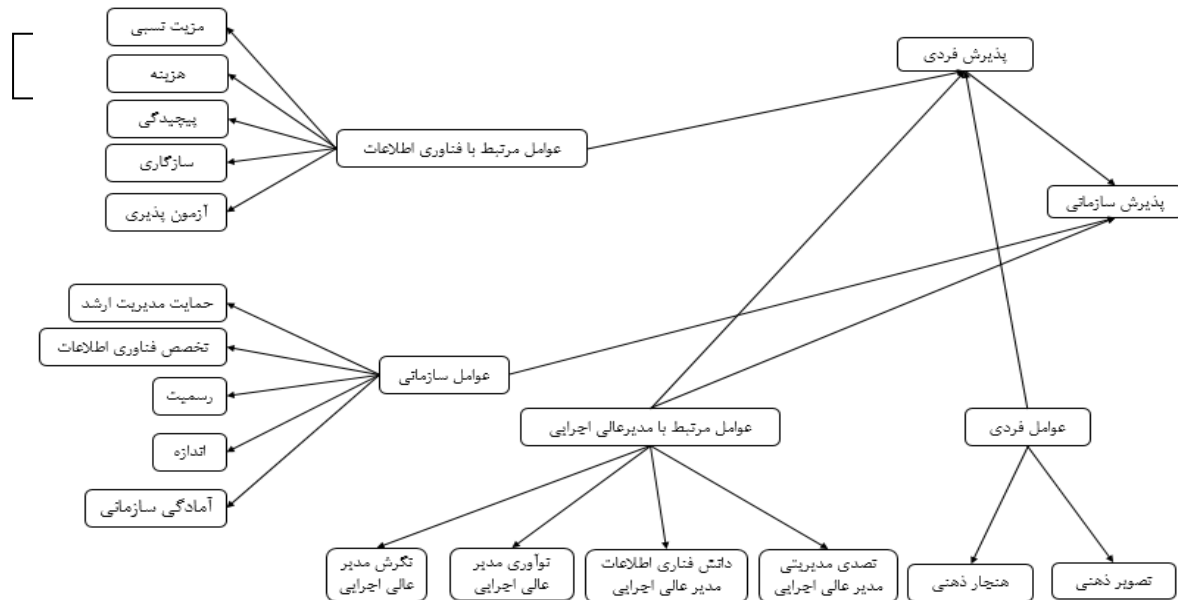 مزیت نسبی
هزینه
پیچیدگی
سازگاری
آزمون پذیری
عوامل مرتبط با فناوری اطلاعات
پذیرش فردی
پذیرش سازمانی
حمایت مدیریت ارشد
تخصص فناوری اطلاعات
رسمیت
اندازه
آمادگی سازمانی
عوامل سازمانی
عوامل مرتبط با مدیرعالی اجرایی
عوامل فردی
نگرش مدیر
عالی اجرایی
نوآوری مدیر
عالی اجرایی
دانش فناری اطلاعات
مدیر عالی اجرایی
تصدی مدیریتی
مدیر عالی اجرایی
هنجار ذهنی
تصویر ذهنی